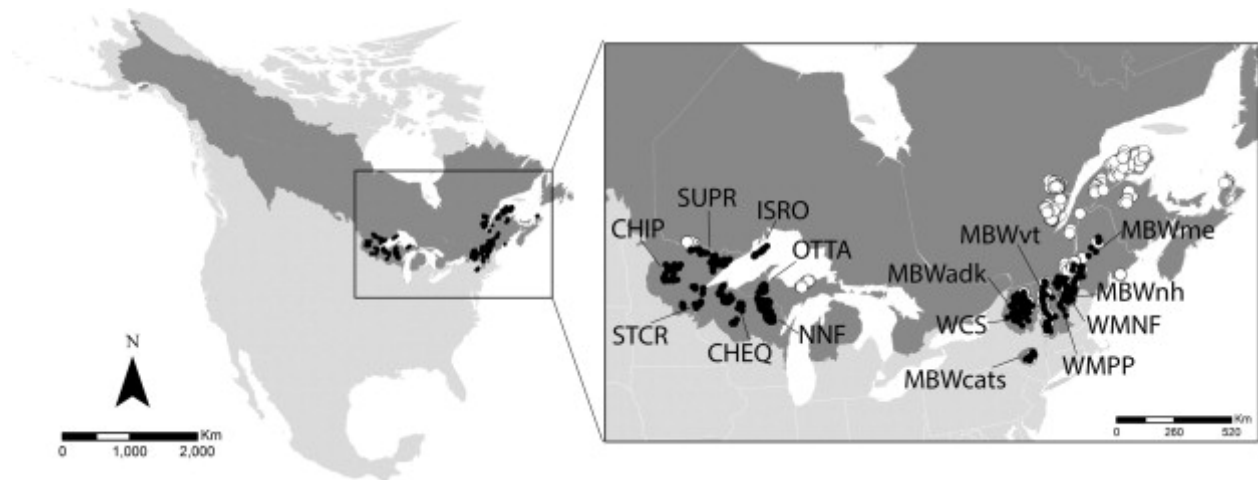 N
Km
0 1,000 2,000
SUPR
ISRO
CHIP
OTTA
MBWvt
MBWme
MBWadk
MBWnh
STCR
WCS
WMNF
CHEQ
NNF
MBWcats
WMPP
Km
0 260 520